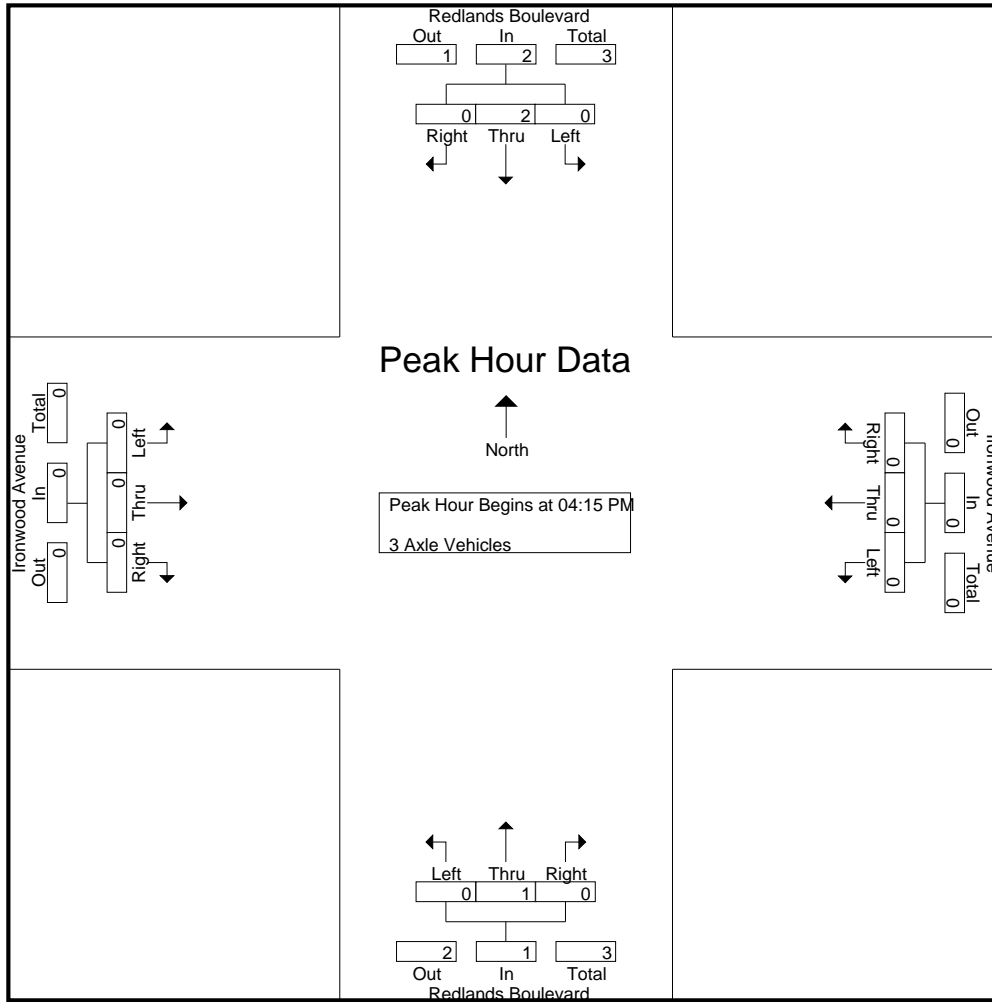 Redlands Boulevard
Out In Total
1 2 3
0 2 0
Right Thru Left
Peak Hour Data
North
Peak Hour Begins at 04:15 PM
3 Axle Vehicles
Ironwood Avenue
Total In Out
0 0 0
0 0 0
Left Thru Right
Right Thru Left
0 0 0
Out In Total
0 0 0
Ironwood Avenue
Left Thru Right
0 1 0
2 1 3
Out In Total
Redlands Boulevard